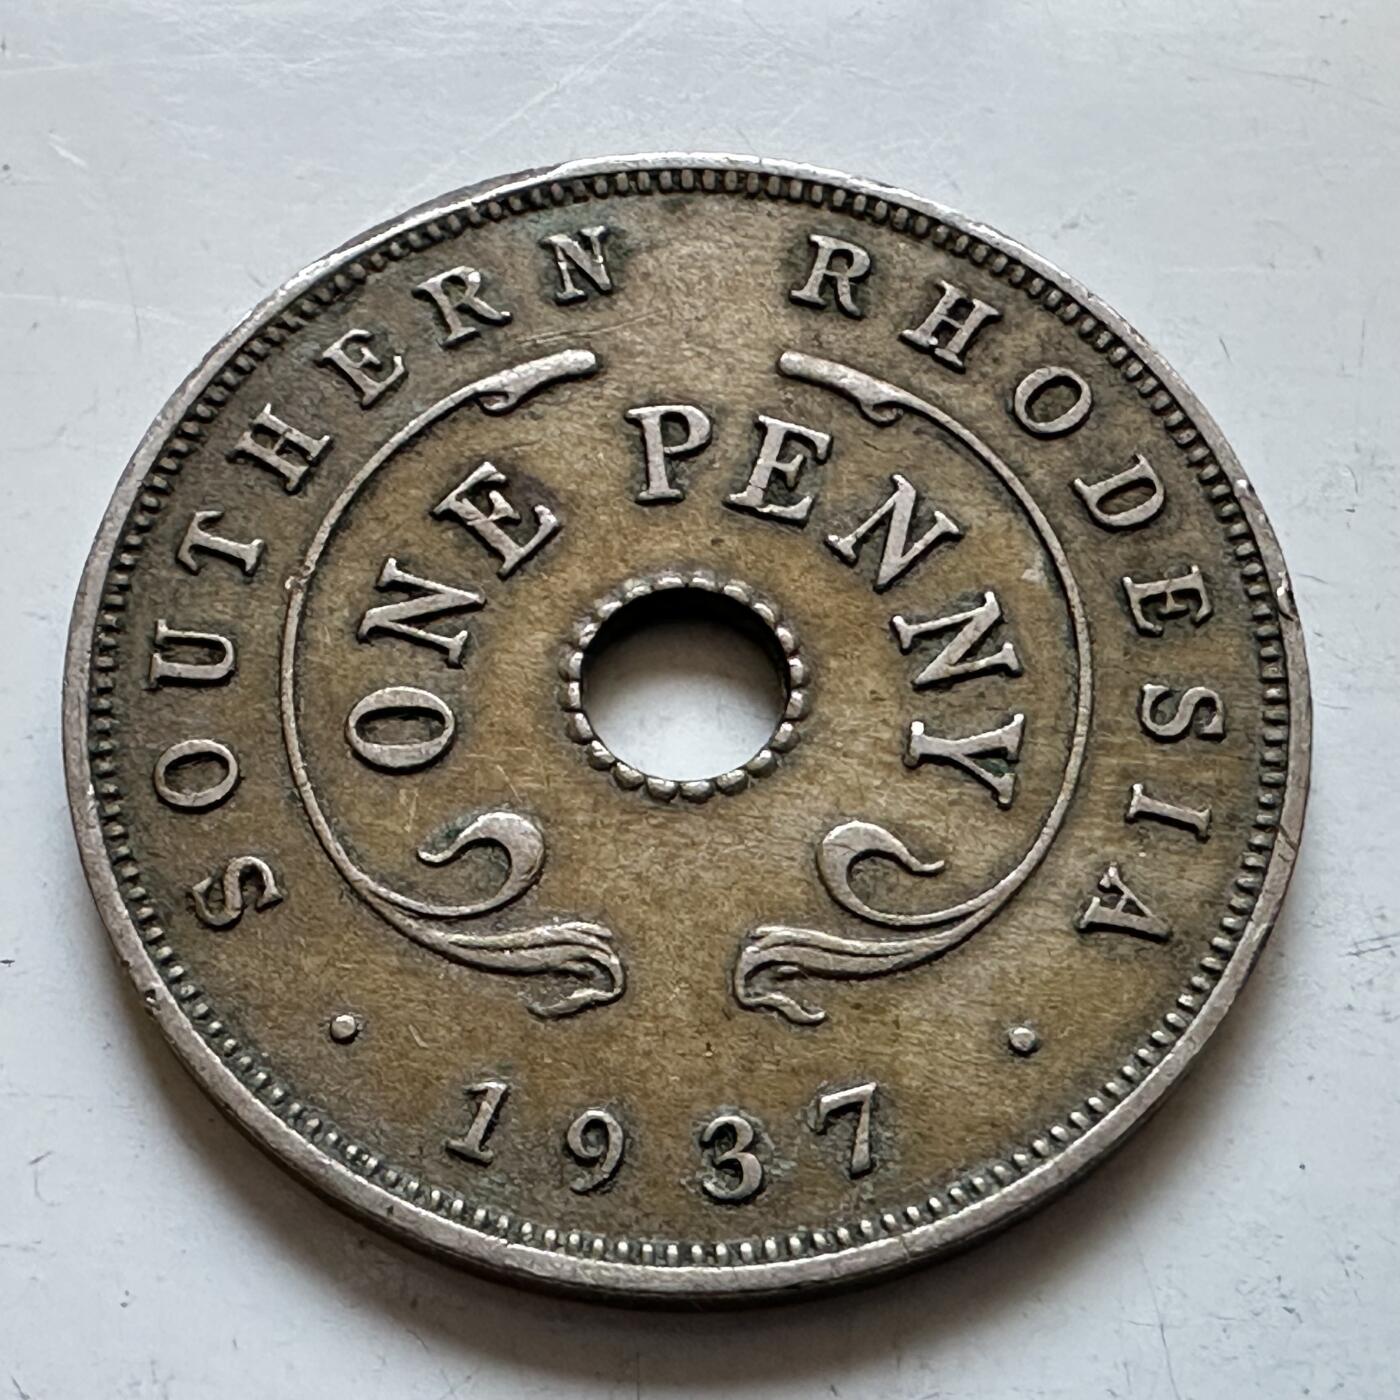 SOUTHERN RHODESIA
ONE PENNY
· 1937 ·